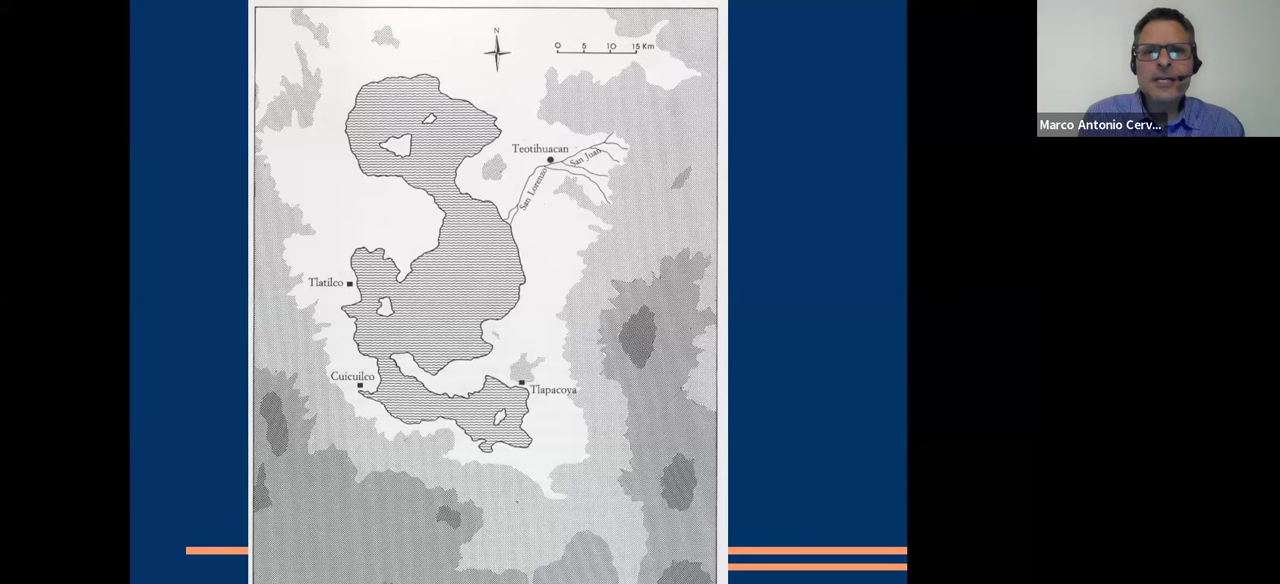 N
0 5 10 15 Km
Teotihuacan
San Juan
San Lorenzo
Tlatilco
Cuicuilco
Tlapacoya
Marco Antonio Cerv...